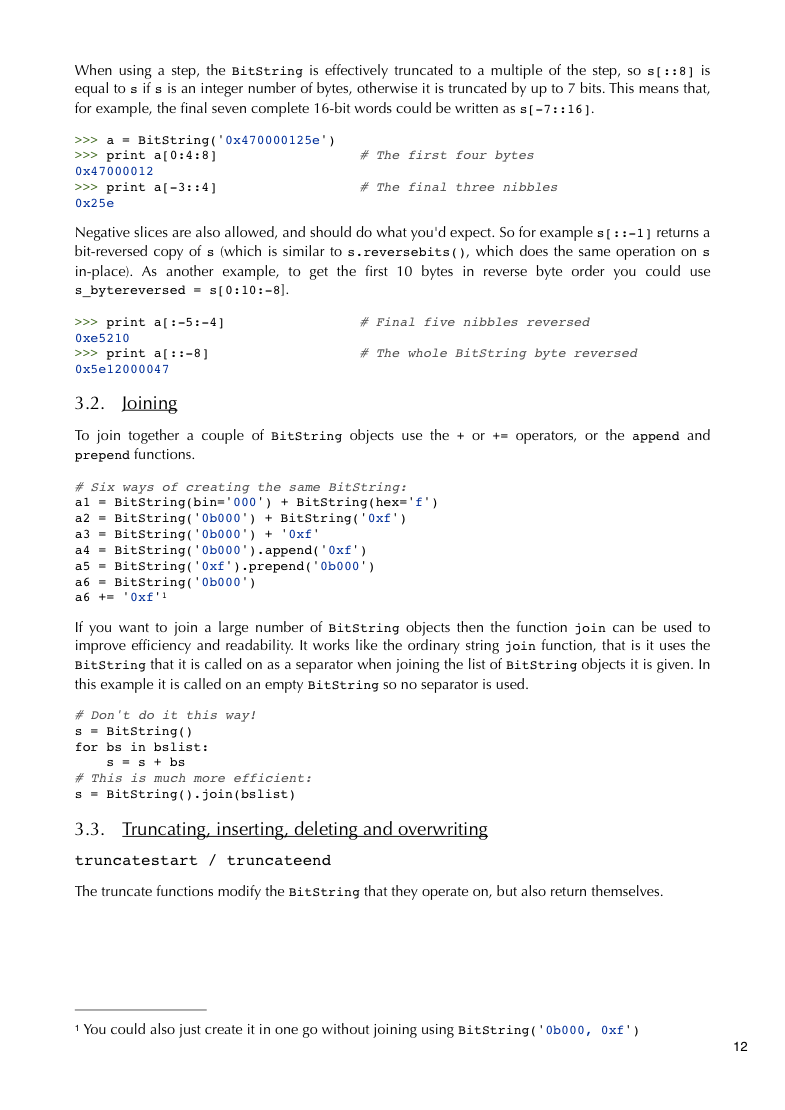 When using a step, the BitString is effectively truncated to a multiple of the step, so s[::8] is
equal to s if s is an integer number of bytes, otherwise it is truncated by up to 7 bits. This means that,
for example, the final seven complete 16-bit words could be written as s[-7::16].
>>> a = BitString('0x470000125e')
>>> print a[0:4:8] # The first four bytes
0x47000012
>>> print a[-3::4] # The final three nibbles
0x25e
Negative slices are also allowed, and should do what you'd expect. So for example s[::-1] returns a
bit-reversed copy of s (which is similar to s.reversebits(), which does the same operation on s
in-place). As another example, to get the first 10 bytes in reverse byte order you could use
s_bytereversed = s[0:10:-8].
>>> print a[:-5:-4] # Final five nibbles reversed
0xe5210
>>> print a[::-8] # The whole BitString byte reversed
0x5e12000047
3.2. Joining
To join together a couple of BitString objects use the + or += operators, or the append and
prepend functions.
# Six ways of creating the same BitString:
a1 = BitString(bin='000') + BitString(hex='f')
a2 = BitString('0b000') + BitString('0xf')
a3 = BitString('0b000') + '0xf'
a4 = BitString('0b000').append('0xf')
a5 = BitString('0xf').prepend('0b000')
a6 = BitString('0b000')
a6 += '0xf'¹
If you want to join a large number of BitString objects then the function join can be used to
improve efficiency and readability. It works like the ordinary string join function, that is it uses the
BitString that it is called on as a separator when joining the list of BitString objects it is given. In
this example it is called on an empty BitString so no separator is used.
# Don't do it this way!
s = BitString()
for bs in bslist:
    s = s + bs
# This is much more efficient:
s = BitString().join(bslist)
3.3. Truncating, inserting, deleting and overwriting
truncatestart / truncateend
The truncate functions modify the BitString that they operate on, but also return themselves.
¹ You could also just create it in one go without joining using BitString('0b000, 0xf')
12